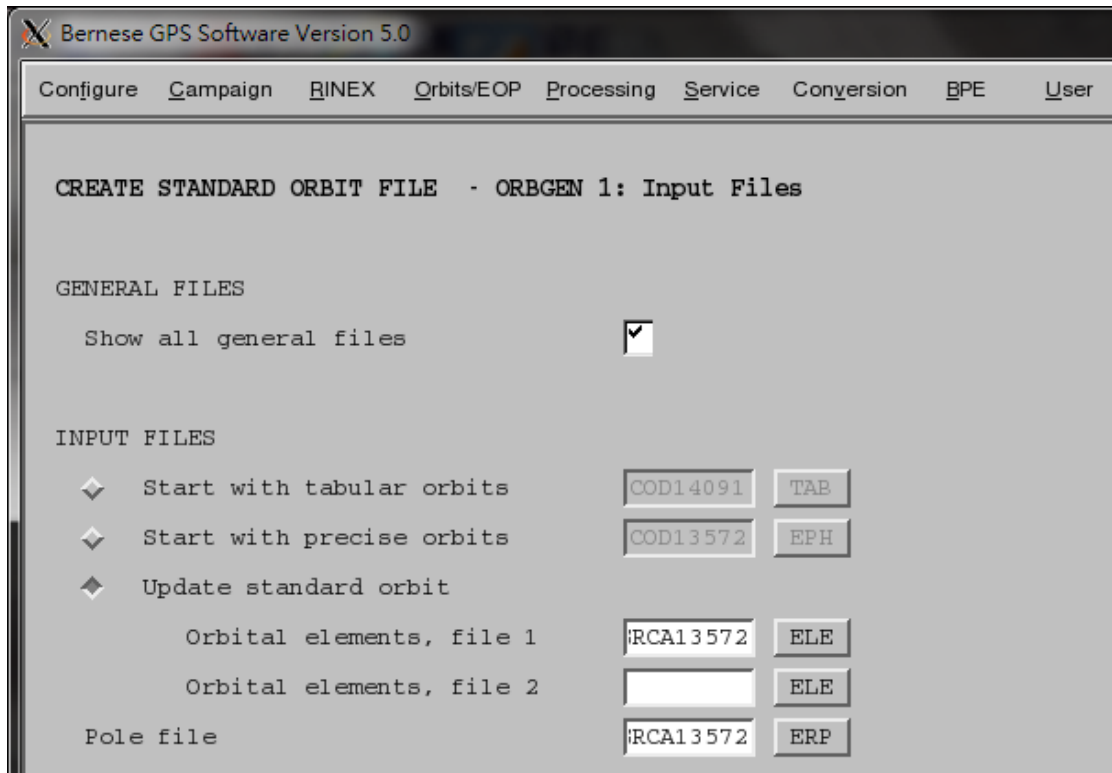 Bernese GPS Software Version 5.0
Configure Campaign RINEX Orbits/EOP Processing Service Conversion BPE User
CREATE STANDARD ORBIT FILE - ORBGEN 1: Input Files
GENERAL FILES
Show all general files
INPUT FILES
Start with tabular orbits COD14091 TAB
Start with precise orbits COD13572 EPH
Update standard orbit
Orbital elements, file 1 RCA13572 ELE
Orbital elements, file 2 ELE
Pole file RCA13572 ERP